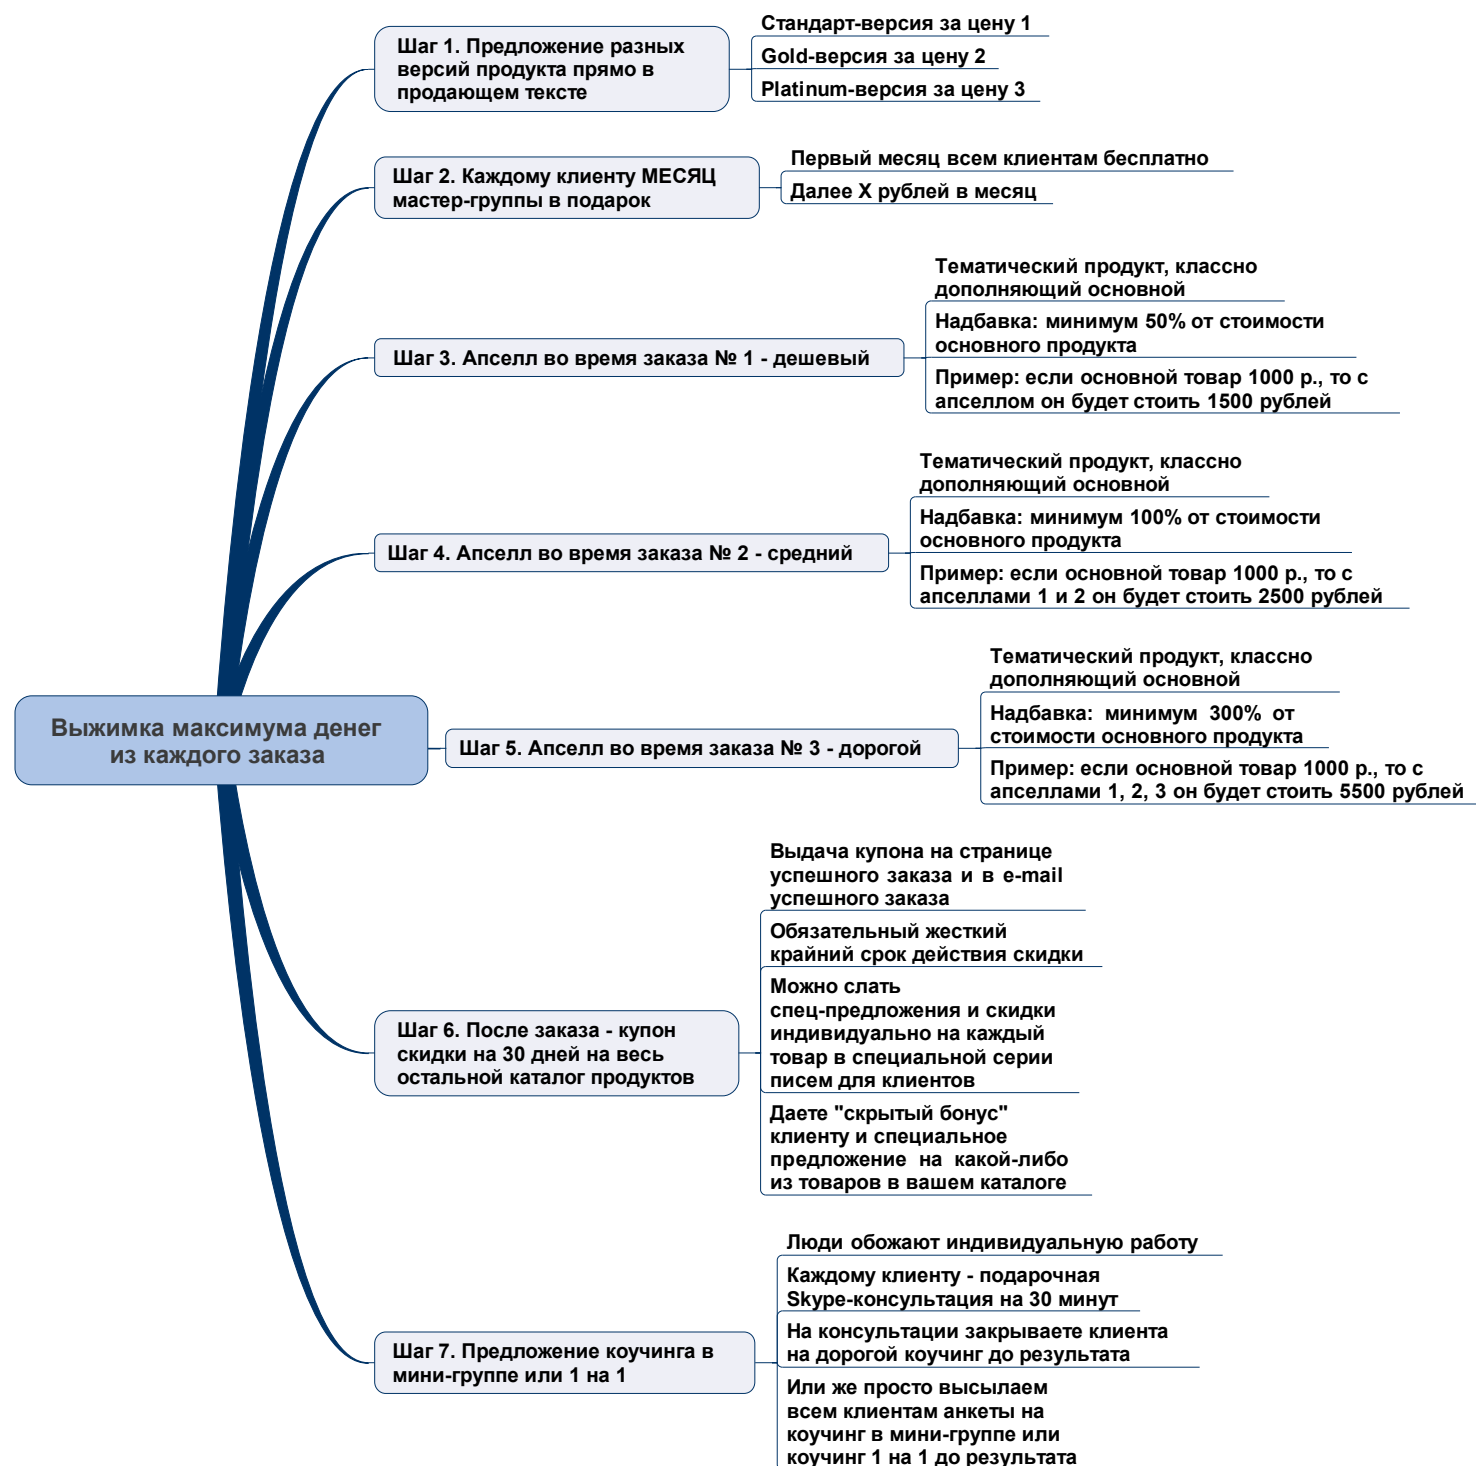 Выжимка максимума денег
из каждого заказа
Шаг 1. Предложение разных
версий продукта прямо в
продающем тексте
Стандарт-версия за цену 1
Gold-версия за цену 2
Platinum-версия за цену 3
Шаг 2. Каждому клиенту МЕСЯЦ
мастер-группы в подарок
Первый месяц всем клиентам бесплатно
Далее X рублей в месяц
Шаг 3. Апселл во время заказа № 1 - дешевый
Тематический продукт, классно
дополняющий основной
Надбавка: минимум 50% от стоимости
основного продукта
Пример: если основной товар 1000 р., то с
апселлом он будет стоить 1500 рублей
Шаг 4. Апселл во время заказа № 2 - средний
Тематический продукт, классно
дополняющий основной
Надбавка: минимум 100% от стоимости
основного продукта
Пример: если основной товар 1000 р., то с
апселлами 1 и 2 он будет стоить 2500 рублей
Шаг 5. Апселл во время заказа № 3 - дорогой
Тематический продукт, классно
дополняющий основной
Надбавка: минимум 300% от
стоимости основного продукта
Пример: если основной товар 1000 р., то с
апселлами 1, 2, 3 он будет стоить 5500 рублей
Шаг 6. После заказа - купон
скидки на 30 дней на весь
остальной каталог продуктов
Выдача купона на странице
успешного заказа и в e-mail
успешного заказа
Обязательный жесткий
крайний срок действия скидки
Можно слать
спец-предложения и скидки
индивидуально на каждый
товар в специальной серии
писем для клиентов
Даете "скрытый бонус"
клиенту и специальное
предложение на какой-либо
из товаров в вашем каталоге
Шаг 7. Предложение коучинга в
мини-группе или 1 на 1
Люди обожают индивидуальную работу
Каждому клиенту - подарочная
Skype-консультация на 30 минут
На консультации закрываете клиента
на дорогой коучинг до результата
Или же просто высылаем
всем клиентам анкеты на
коучинг в мини-группе или
коучинг 1 на 1 до результата